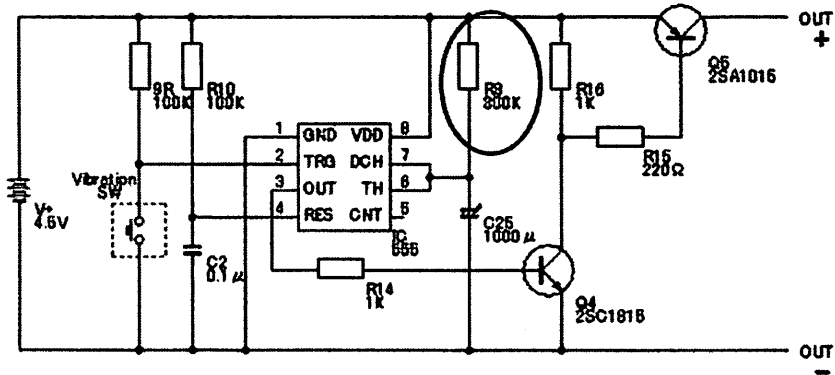 OUT
+
Q5
2SA1015
9R
100K
R10
100K
R16
1K
R15
220Ω
1 GND VDD 8
2 TRG DCH 7
3 OUT TH 6
4 RES CNT 5
IC
555
Vibration
SW
V+
4.5V
C2
0.1μ
C25
1000μ
R14
1K
Q4
2SC1815
OUT
−